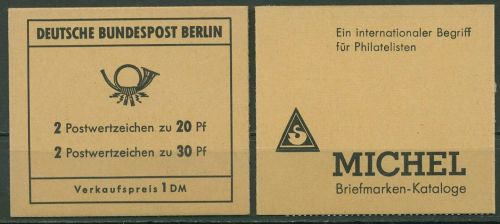 DEUTSCHE BUNDESPOST BERLIN
2 Postwertzeichen zu 20 Pf
2 Postwertzeichen zu 30 Pf
Verkaufspreis 1 DM
Ein internationaler Begriff
für Philatelisten
MICHEL
Briefmarken-Kataloge